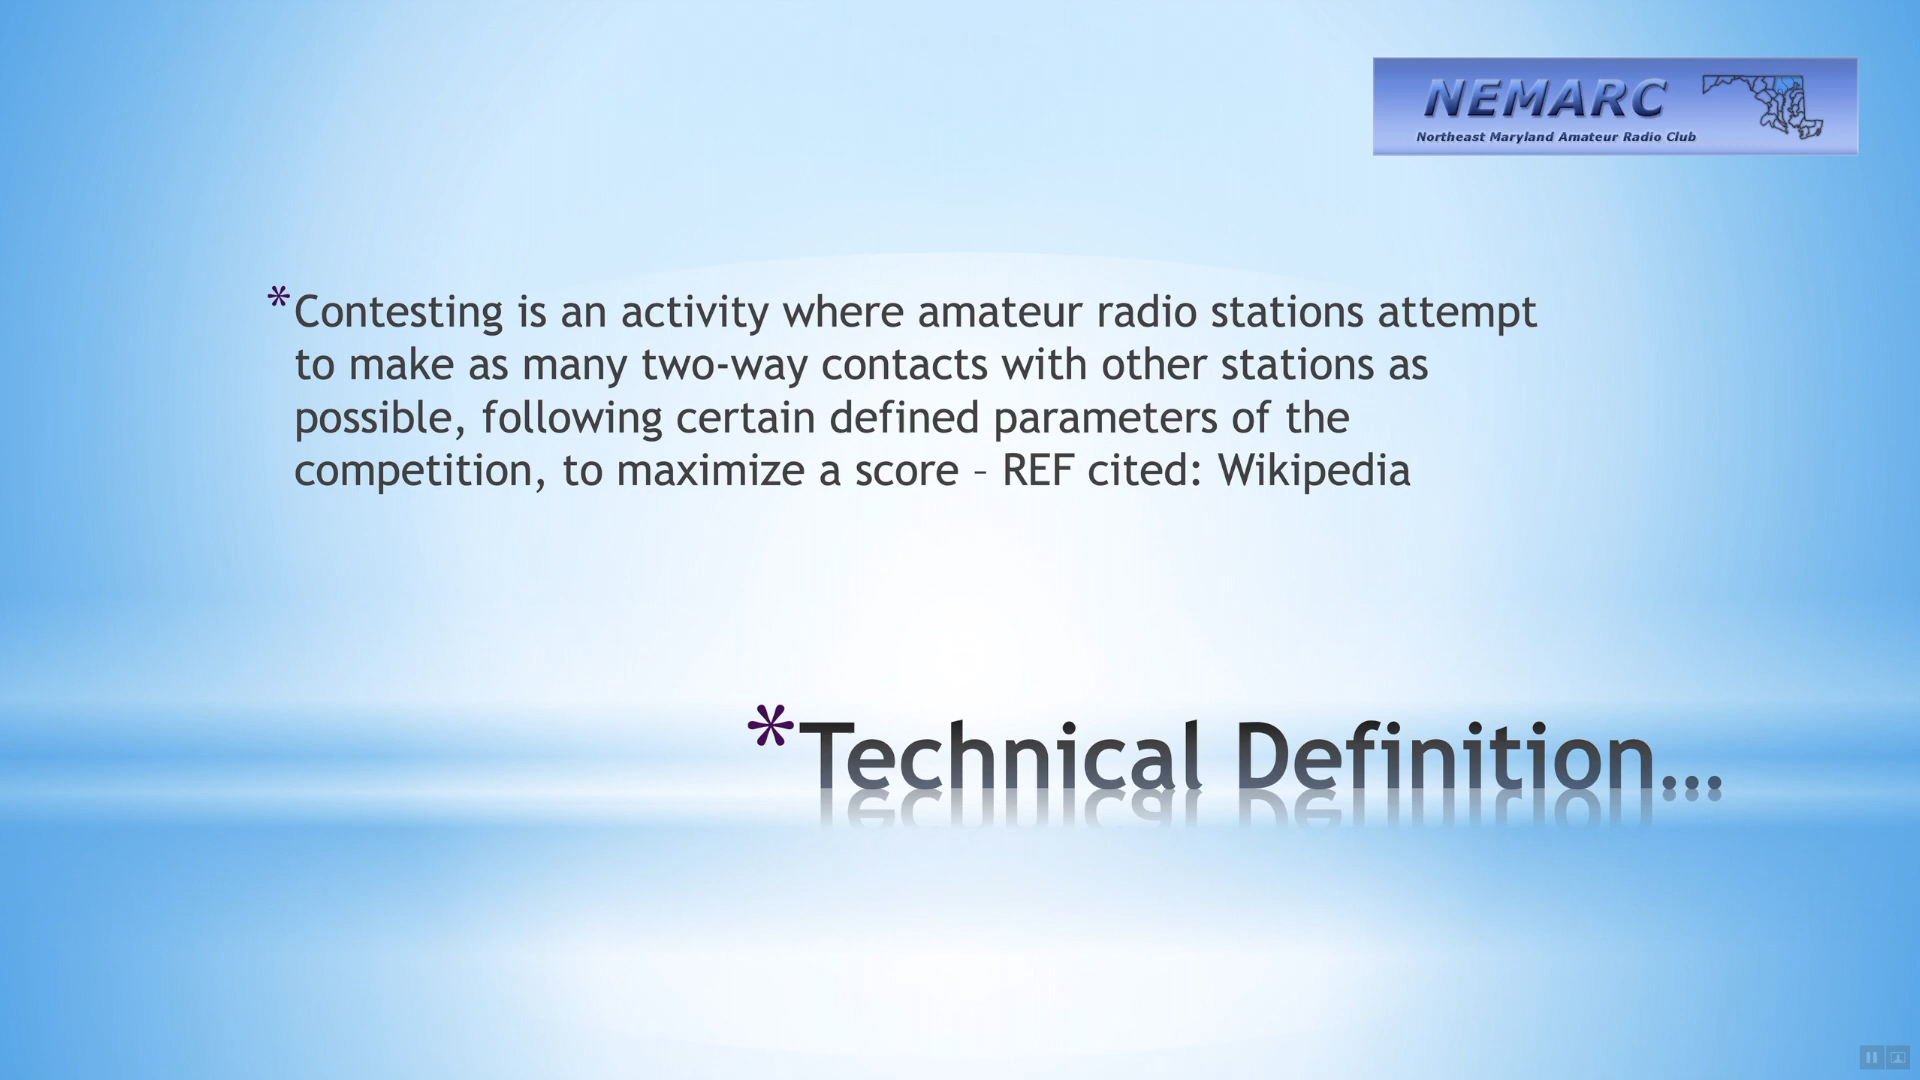 NEMARC
Northeast Maryland Amateur Radio Club
*Contesting is an activity where amateur radio stations attempt
to make as many two-way contacts with other stations as
possible, following certain defined parameters of the
competition, to maximize a score – REF cited: Wikipedia
*Technical Definition…